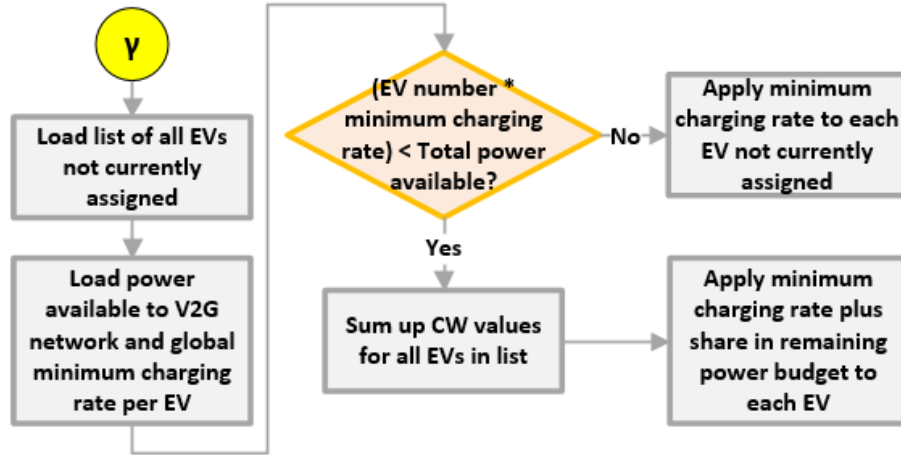 γ
Load list of all EVs
not currently
assigned
Load power
available to V2G
network and global
minimum charging
rate per EV
(EV number *
minimum charging
rate) < Total power
available?
No
Apply minimum
charging rate to each
EV not currently
assigned
Yes
Sum up CW values
for all EVs in list
Apply minimum
charging rate plus
share in remaining
power budget to
each EV